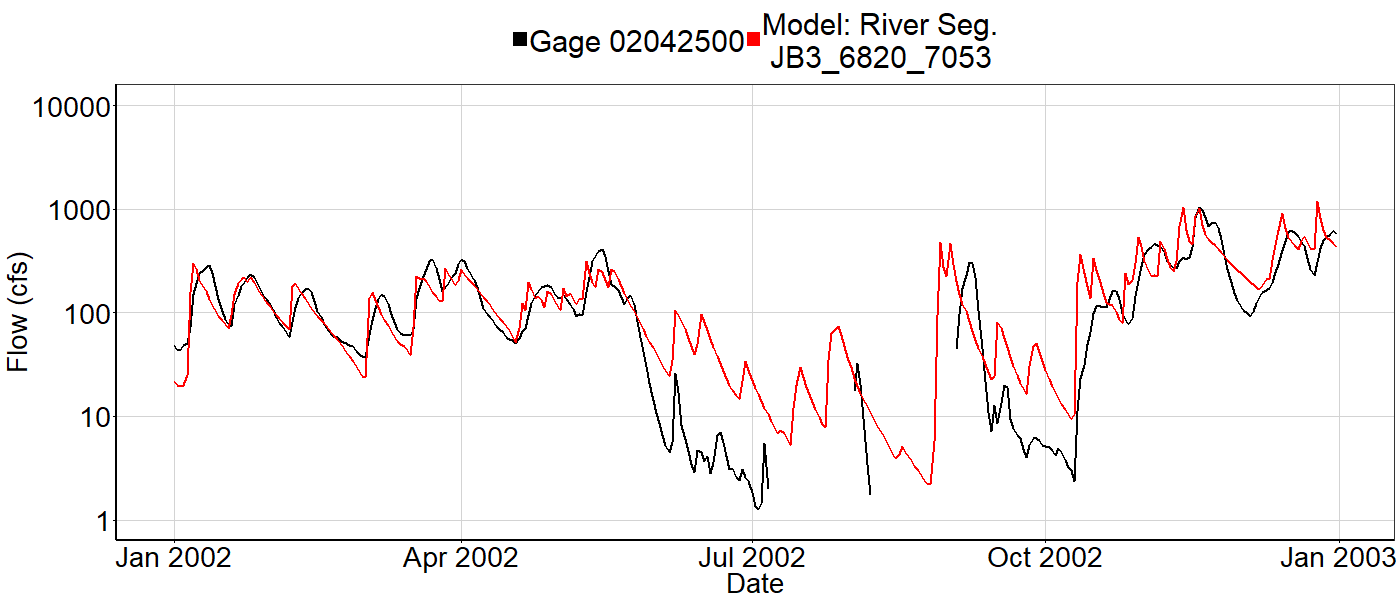 Gage 02042500
Model: River Seg.
JB3_6820_7053
10000
1000
100
10
1
Flow (cfs)
Jan 2002
Apr 2002
Jul 2002
Oct 2002
Jan 2003
Date